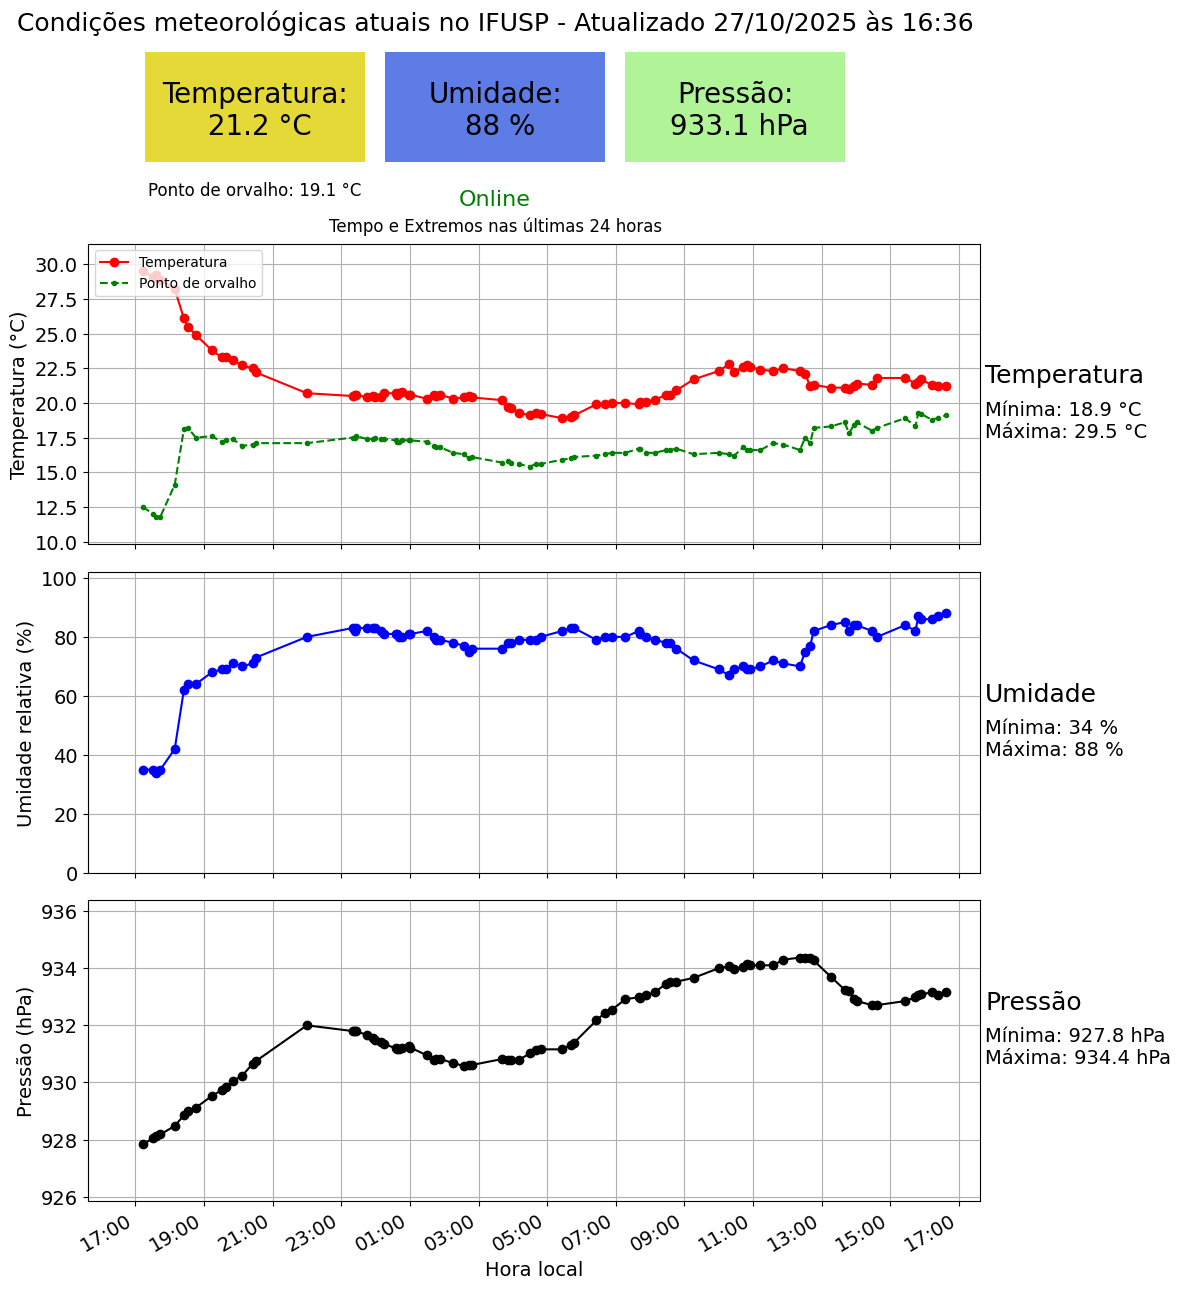 Condições meteorológicas atuais no IFUSP - Atualizado 27/10/2025 às 16:36
Temperatura:
21.2 °C
Umidade:
88 %
Pressão:
933.1 hPa
Ponto de orvalho: 19.1 °C
Online
Tempo e Extremos nas últimas 24 horas
Temperatura
Ponto de orvalho
Temperatura (°C)
30.0
27.5
25.0
22.5
20.0
17.5
15.0
12.5
10.0
Temperatura
Mínima: 18.9 °C
Máxima: 29.5 °C
Umidade relativa (%)
100
80
60
40
20
0
Umidade
Mínima: 34 %
Máxima: 88 %
Pressão (hPa)
936
934
932
930
928
926
Pressão
Mínima: 927.8 hPa
Máxima: 934.4 hPa
17:00 19:00 21:00 23:00 01:00 03:00 05:00 07:00 09:00 11:00 13:00 15:00 17:00
Hora local